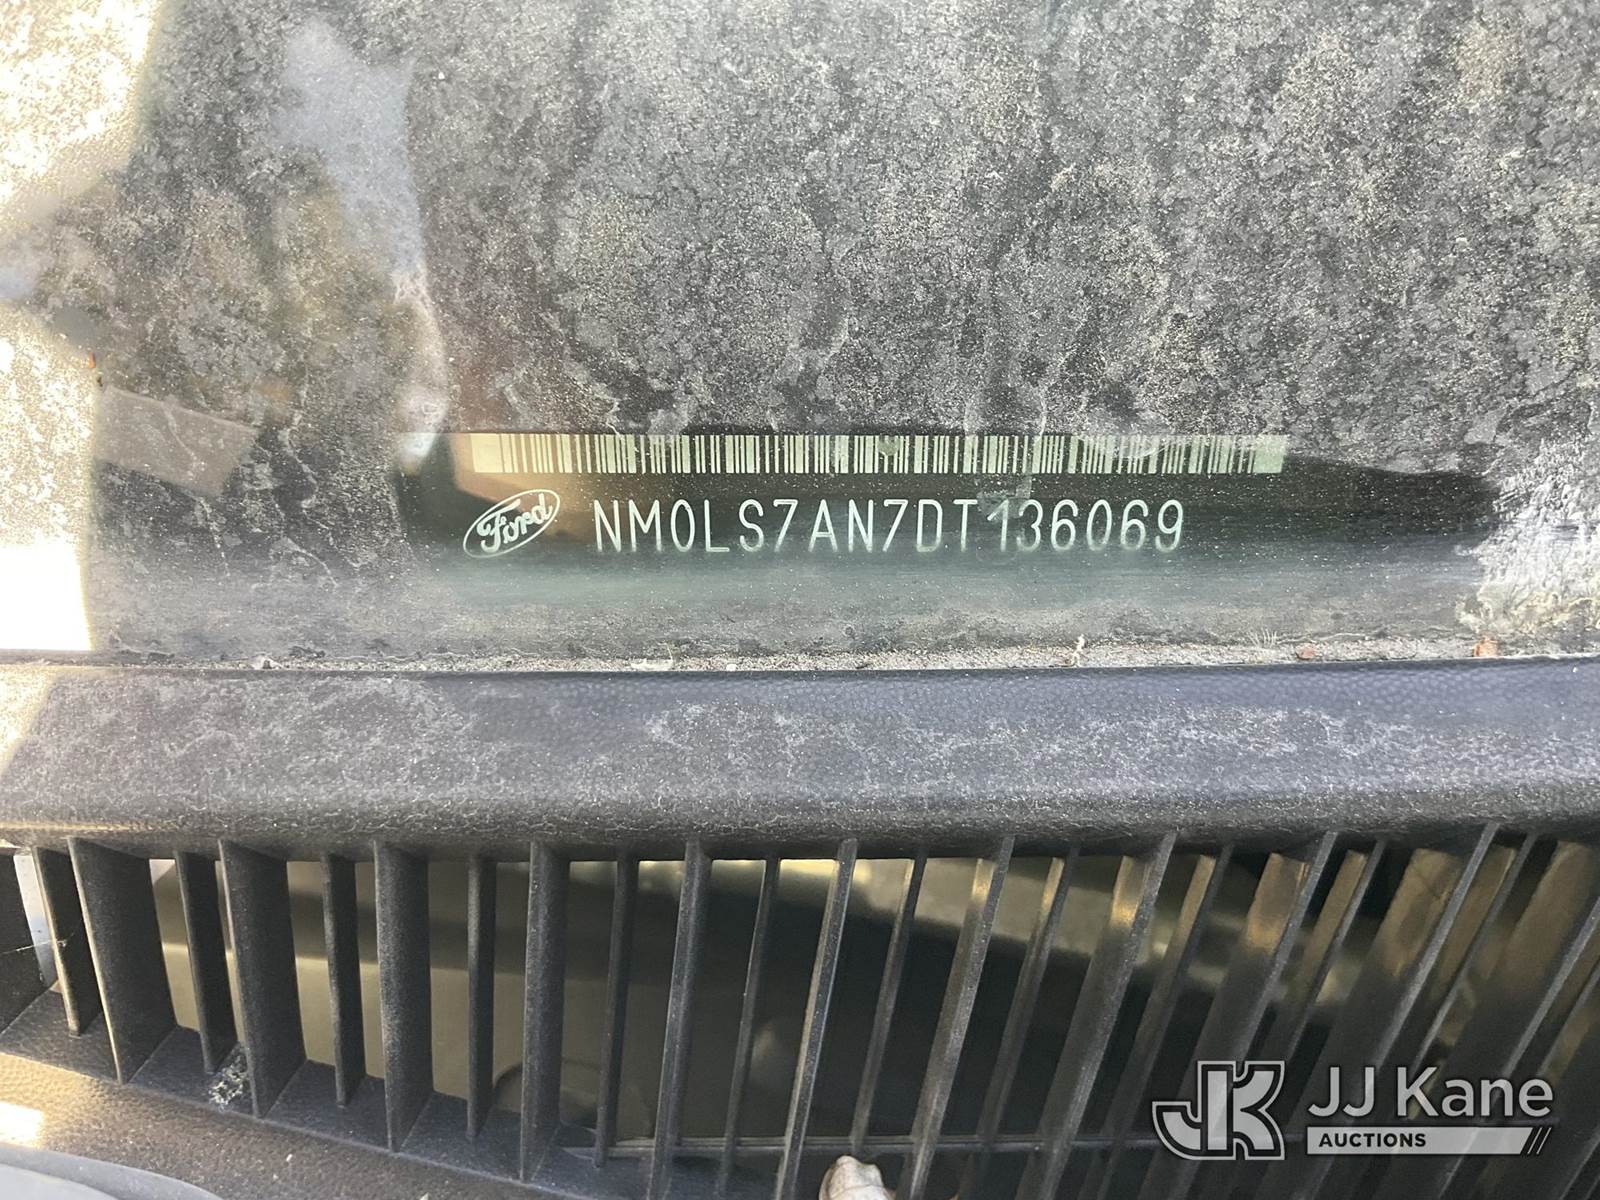 Ford NM0LS7AN7DT136069
JK JJ Kane
AUCTIONS